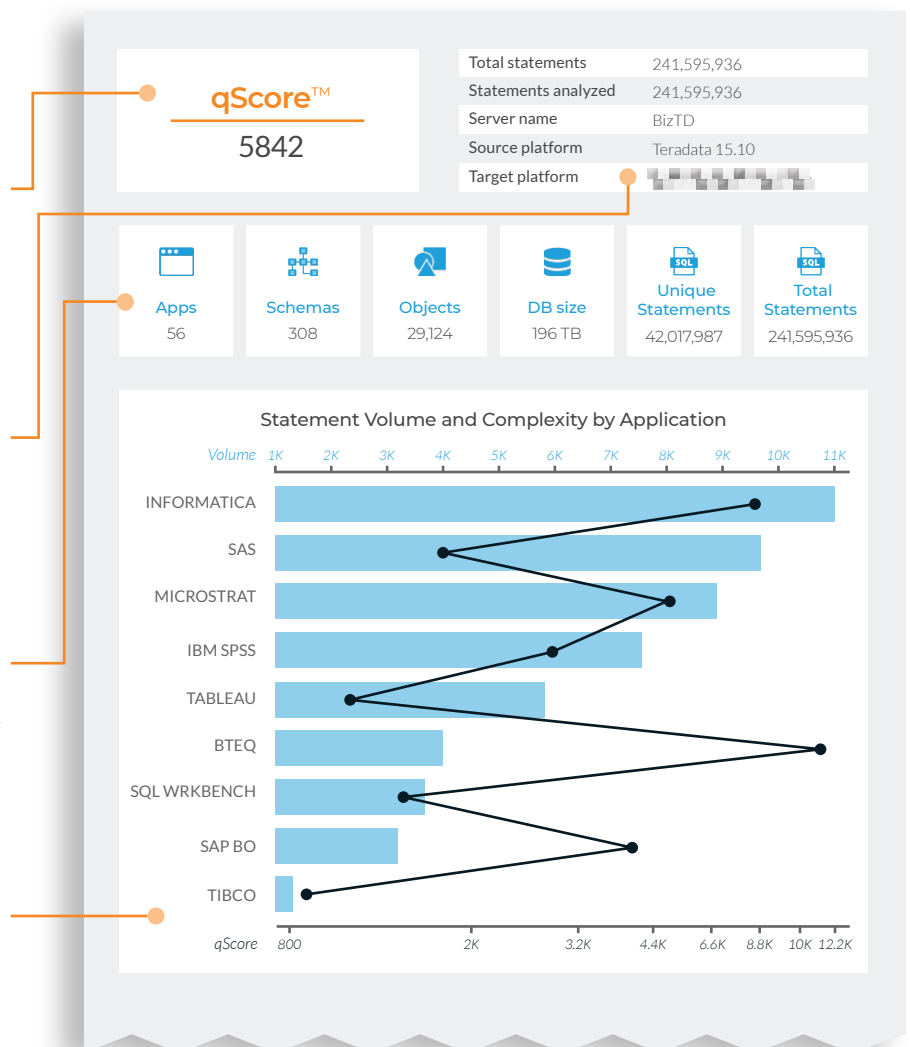 qScore™
5842
Total statements 241,595,936
Statements analyzed 241,595,936
Server name BizTD
Source platform Teradata 15.10
Target platform
Apps
56
Schemas
308
Objects
29,124
DB size
196 TB
SQL
Unique
Statements
42,017,987
SQL
Total
Statements
241,595,936
Statement Volume and Complexity by Application
Volume 1K 2K 3K 4K 5K 6K 7K 8K 9K 10K 11K
INFORMATICA
SAS
MICROSTRAT
IBM SPSS
TABLEAU
BTEQ
SQL WRKBENCH
SAP BO
TIBCO
qScore 800 2K 3.2K 4.4K 6.6K 8.8K 10K 12.2K